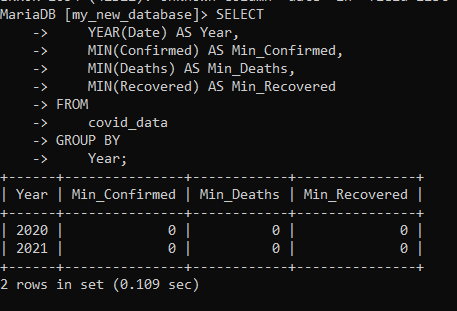 MariaDB [my_new_database]> SELECT
    ->     YEAR(Date) AS Year,
    ->     MIN(Confirmed) AS Min_Confirmed,
    ->     MIN(Deaths) AS Min_Deaths,
    ->     MIN(Recovered) AS Min_Recovered
    -> FROM
    ->     covid_data
    -> GROUP BY
    ->     Year;
+------+---------------+------------+---------------+
| Year | Min_Confirmed | Min_Deaths | Min_Recovered |
+------+---------------+------------+---------------+
| 2020 |             0 |          0 |             0 |
| 2021 |             0 |          0 |             0 |
+------+---------------+------------+---------------+
2 rows in set (0.109 sec)